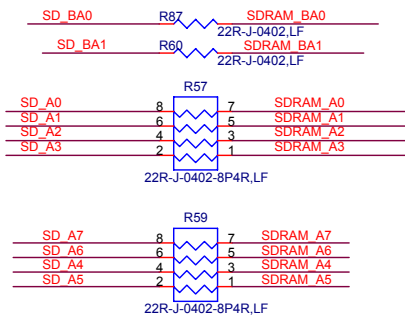 SD_BA0 R87 SDRAM_BA0
22R-J-0402,LF
SD_BA1 R60 SDRAM_BA1
22R-J-0402,LF
R57
SD_A0 8 7 SDRAM_A0
SD_A1 6 5 SDRAM_A1
SD_A2 4 3 SDRAM_A2
SD_A3 2 1 SDRAM_A3
22R-J-0402-8P4R,LF
R59
SD_A7 8 7 SDRAM_A7
SD_A6 6 5 SDRAM_A6
SD_A4 4 3 SDRAM_A4
SD_A5 2 1 SDRAM_A5
22R-J-0402-8P4R,LF